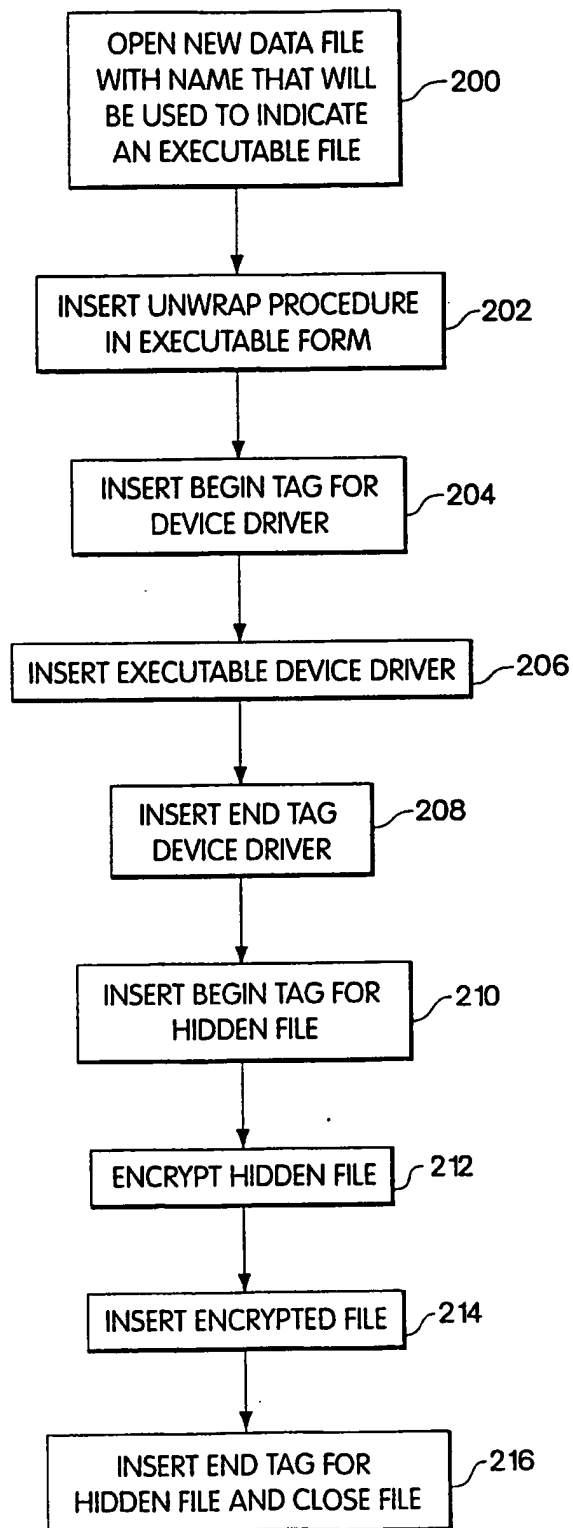 OPEN NEW DATA FILE
WITH NAME THAT WILL
BE USED TO INDICATE
AN EXECUTABLE FILE
200
INSERT UNWRAP PROCEDURE
IN EXECUTABLE FORM
202
INSERT BEGIN TAG FOR
DEVICE DRIVER
204
INSERT EXECUTABLE DEVICE DRIVER
206
INSERT END TAG
DEVICE DRIVER
208
INSERT BEGIN TAG FOR
HIDDEN FILE
210
ENCRYPT HIDDEN FILE
212
INSERT ENCRYPTED FILE
214
INSERT END TAG FOR
HIDDEN FILE AND CLOSE FILE
216